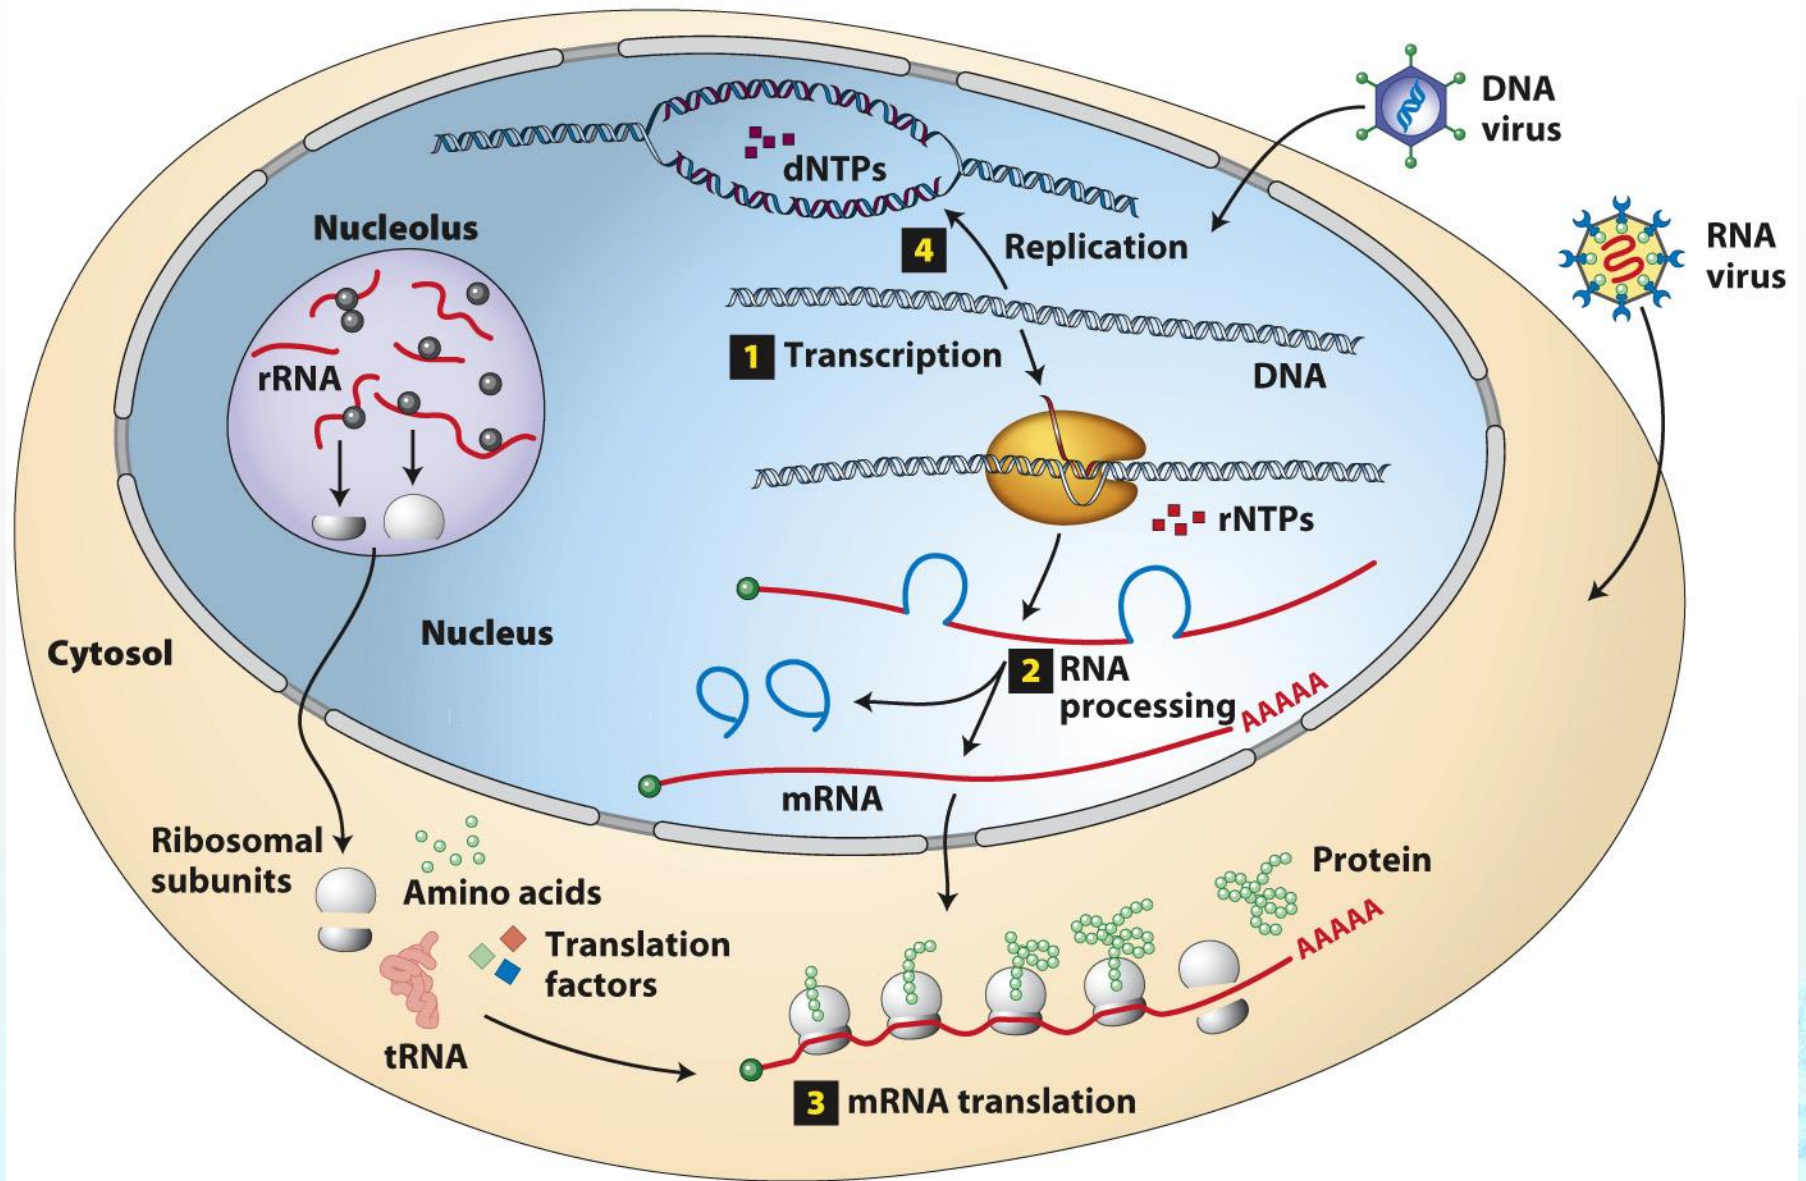 DNA
virus
dNTPs
Nucleolus
4 Replication
RNA
virus
1 Transcription
rRNA
DNA
rNTPs
Nucleus
Cytosol
2 RNA
processing
AAAAA
mRNA
Ribosomal
subunits
Amino acids
Protein
AAAAA
Translation
factors
tRNA
3 mRNA translation